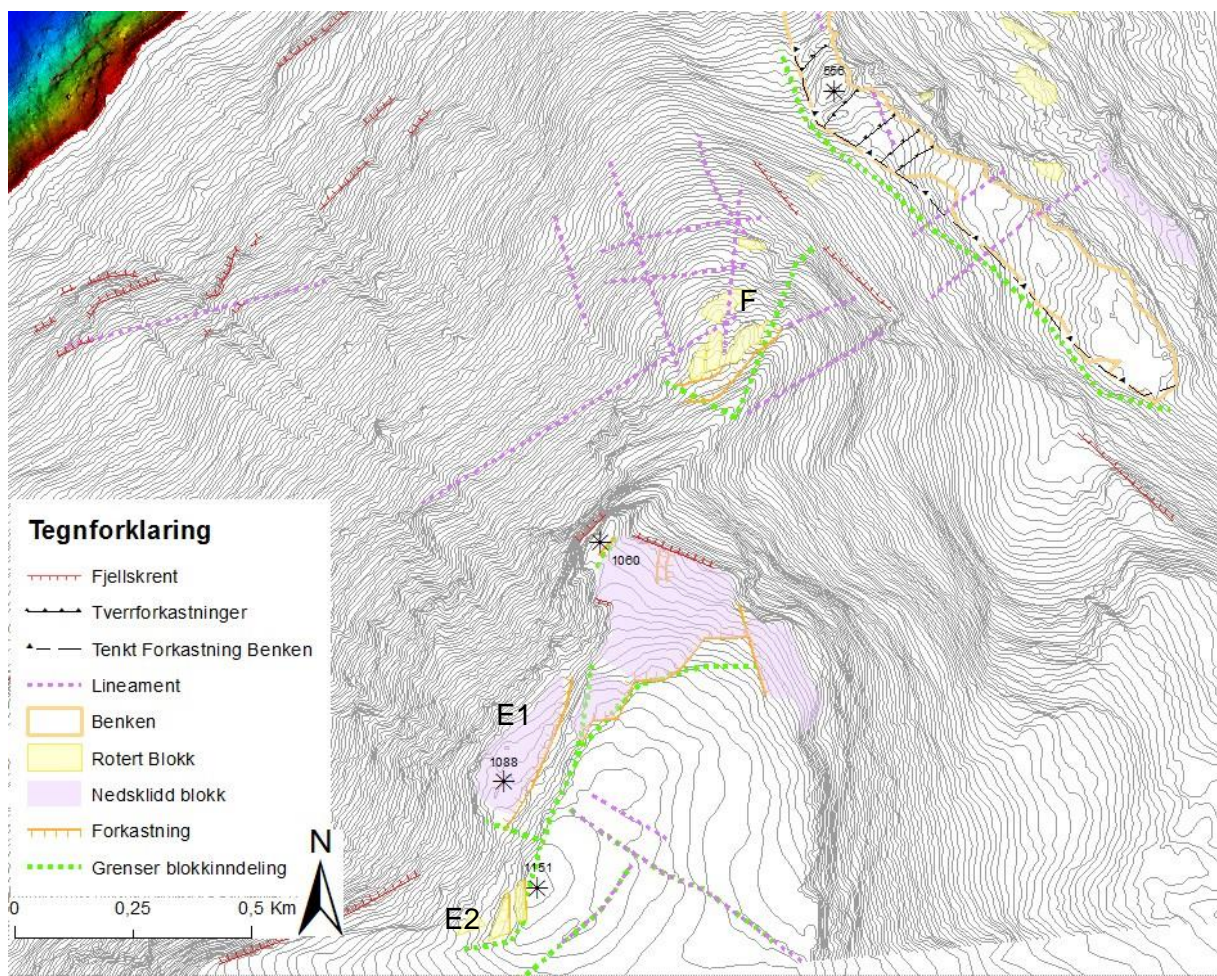 556
F
1060
E1
1088
1151
E2
Tegnforklaring
Fjellskrent
Tverrforkastninger
Tenkt Forkastning Benken
Lineament
Benken
Rotert Blokk
Nedsklidd blokk
Forkastning
Grenser blokkinndeling
N
0 0,25 0,5 Km